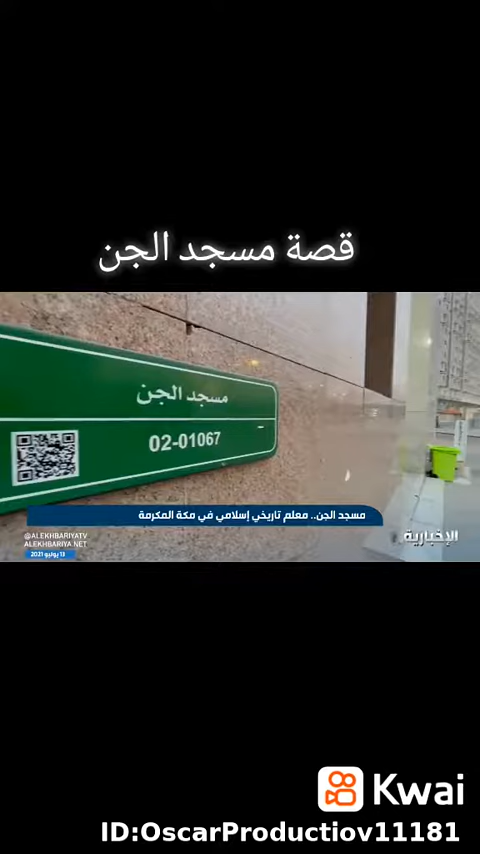 قصة مسجد الجن
مسجد الجن
02-01067
مسجد الجن.. معلم تاريخي إسلامي في مكة المكرمة
@ALEKHBARIYATV
ALEKHBARIYA.NET
13 يوليو 2021
الإخبارية
Kwai
ID:OscarProductiov11181